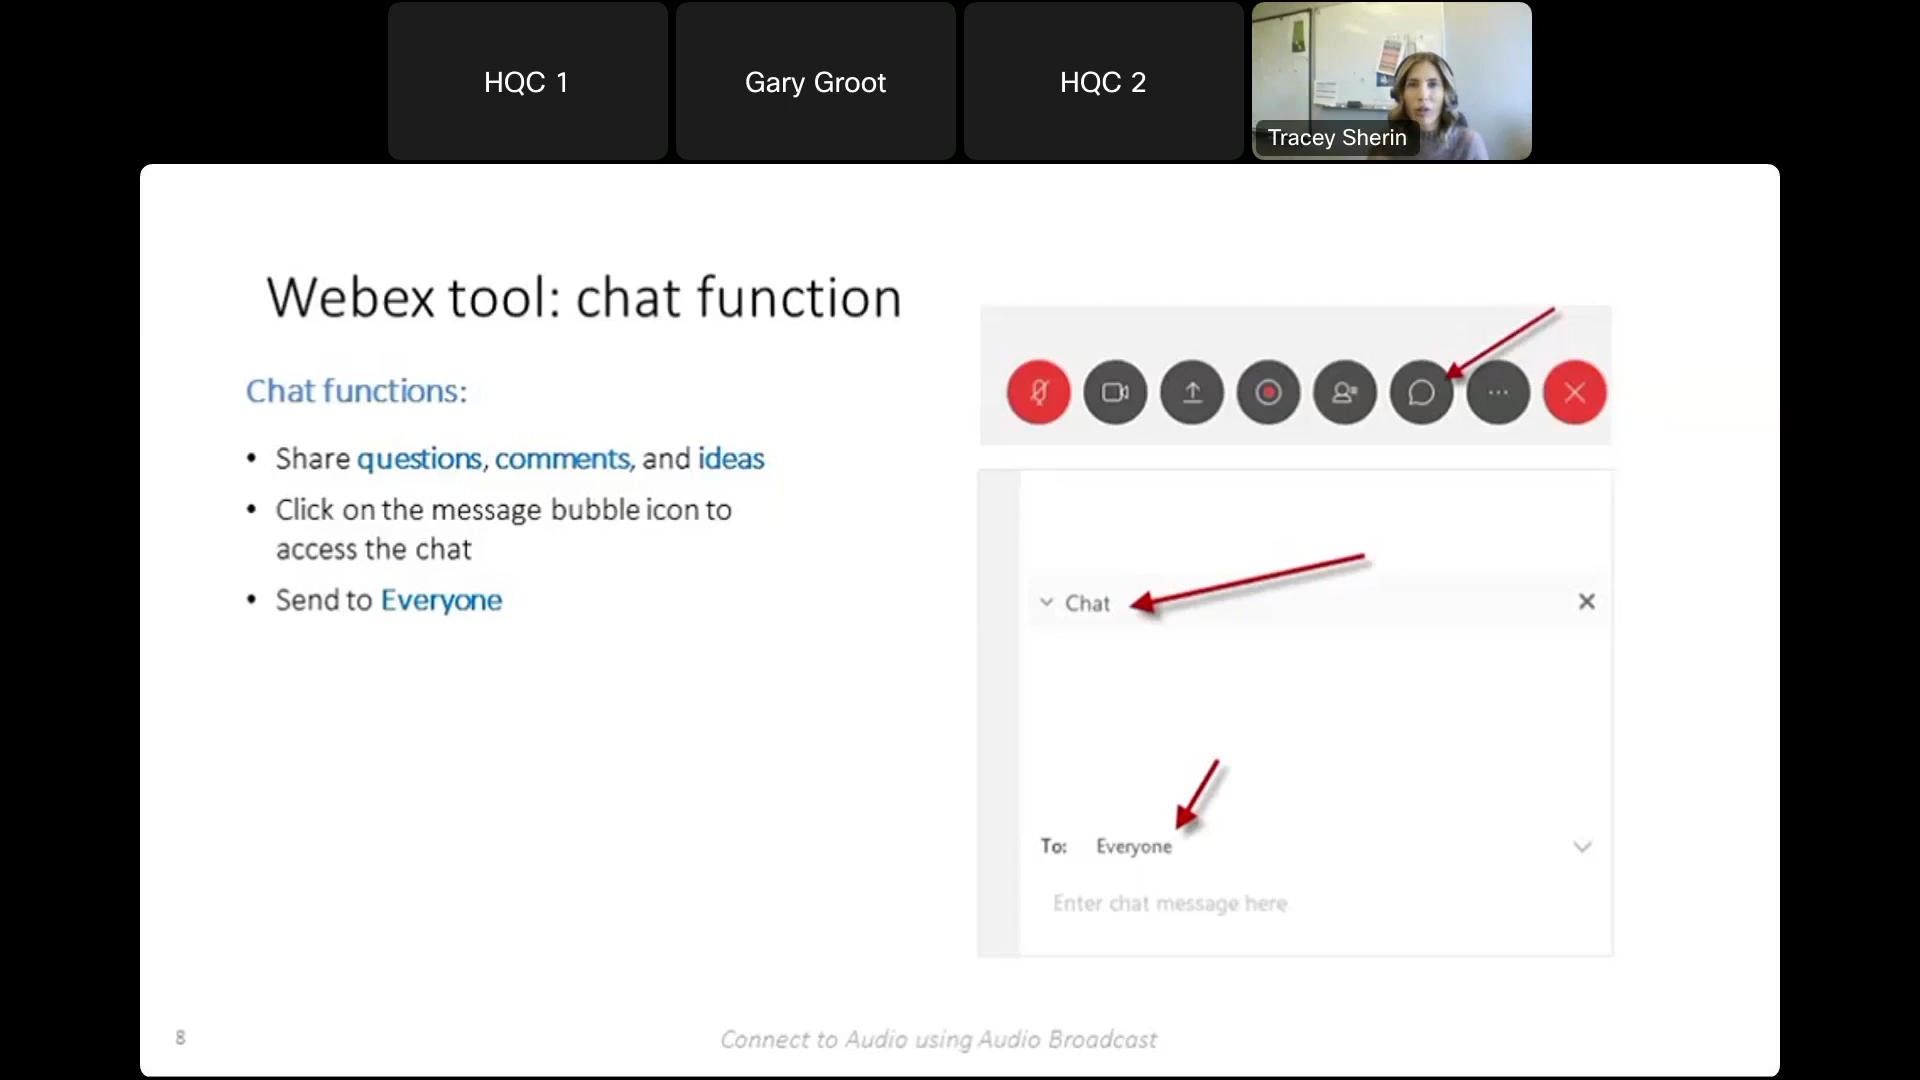 HQC 1
Gary Groot
HQC 2
Tracey Sherin
Webex tool: chat function
Chat functions:
• Share questions, comments, and ideas
• Click on the message bubble icon to
access the chat
• Send to Everyone
Chat
To: Everyone
Enter chat message here
8
Connect to Audio using Audio Broadcast